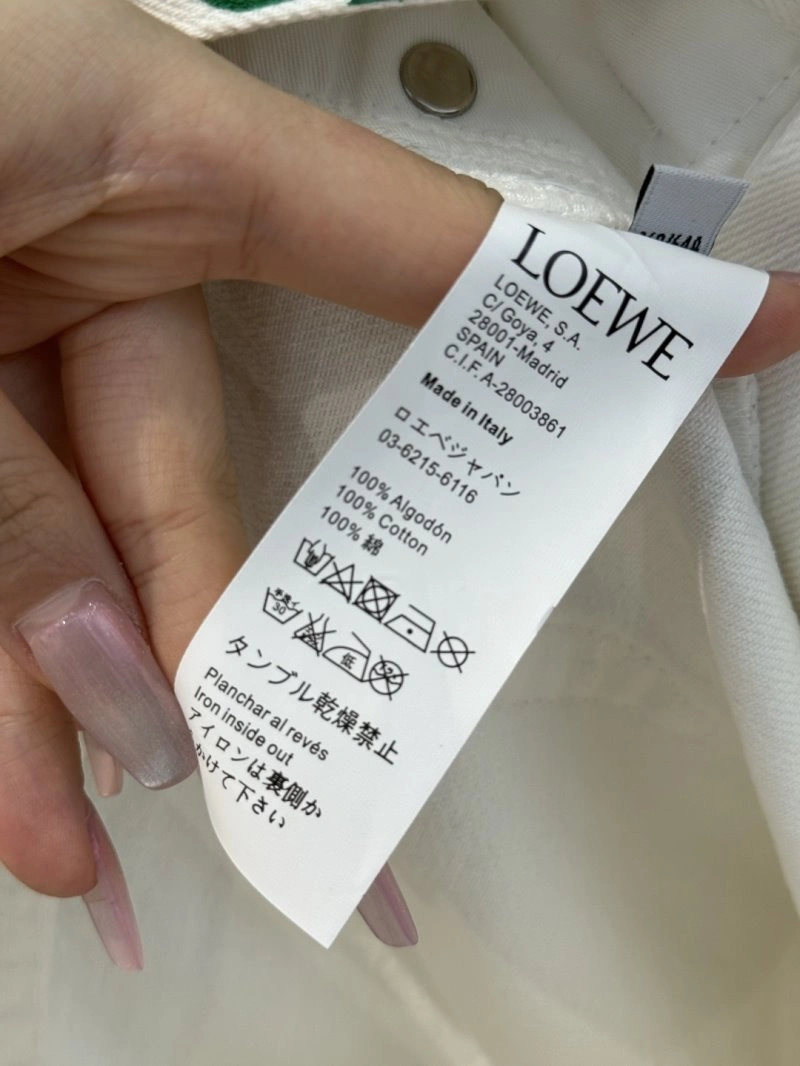 LOEWE
LOEWE, S.A.
C/ Goya, 4
28001-Madrid
SPAIN
C.I.F. A-28003861
Made in Italy
ロエベジャパン
03-6215-6116
100% Algodón
100% Cotton
100% 綿
30
低
タンブル乾燥禁止
Planchar al revés
Iron inside out
アイロンは裏側か
らかけて下さい